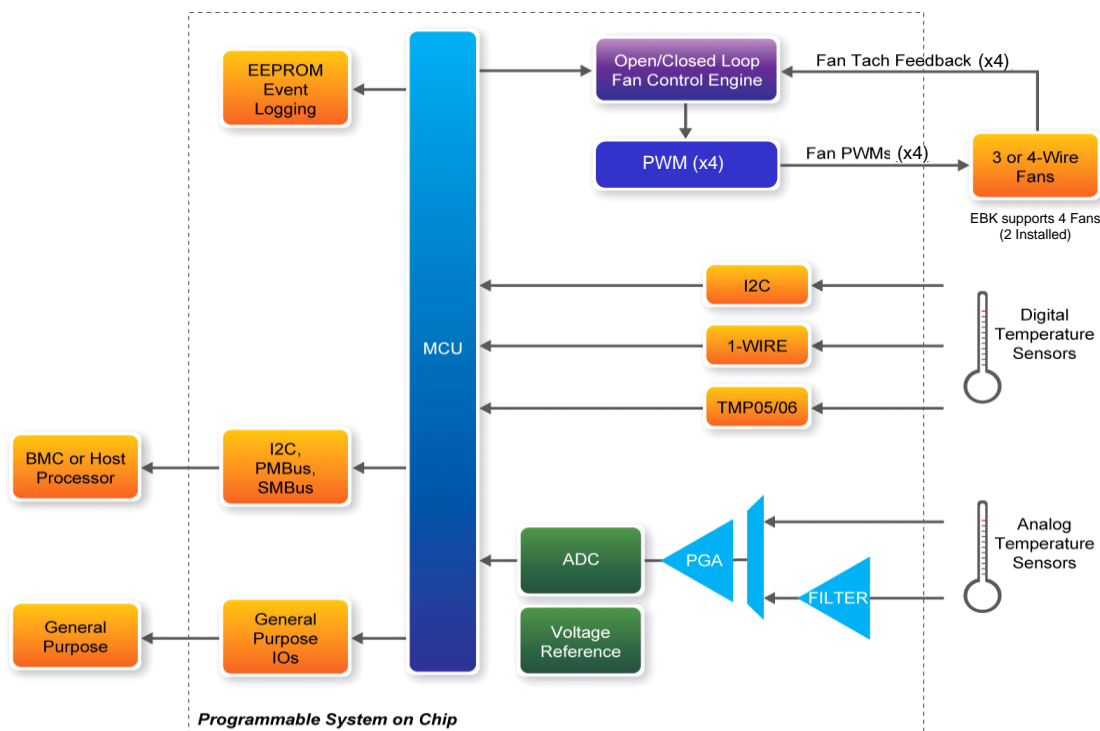 EEPROM
Event
Logging
Open/Closed Loop
Fan Control Engine
Fan Tach Feedback (x4)
PWM (x4)
Fan PWMs (x4)
3 or 4-Wire
Fans
EBK supports 4 Fans
(2 Installed)
MCU
I2C
1-WIRE
TMP05/06
Digital
Temperature
Sensors
BMC or Host
Processor
I2C,
PMBus,
SMBus
ADC
PGA
FILTER
Analog
Temperature
Sensors
Voltage
Reference
General
Purpose
General
Purpose
IOs
Programmable System on Chip